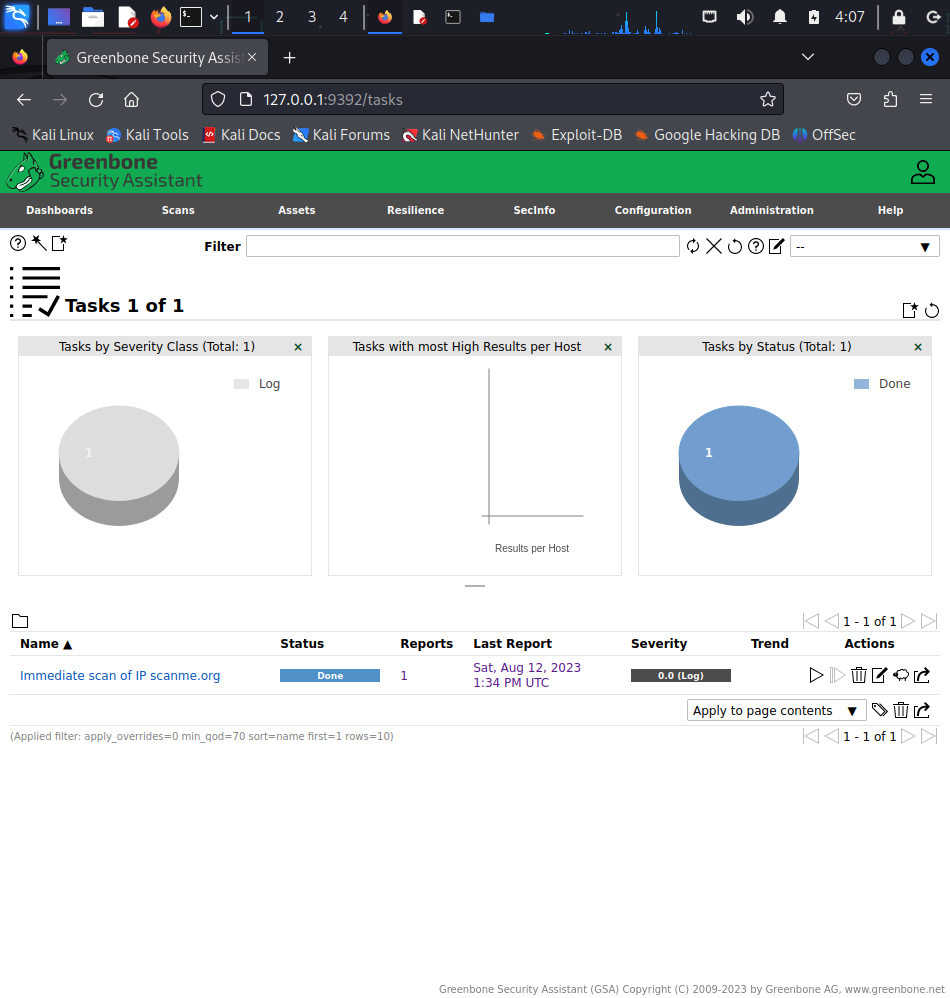 1 2 3 4 4:07
Greenbone Security Assis
127.0.0.1:9392/tasks
Kali Linux Kali Tools Kali Docs Kali Forums Kali NetHunter Exploit-DB Google Hacking DB OffSec
Greenbone
Security Assistant
Dashboards Scans Assets Resilience SecInfo Configuration Administration Help
Filter --
Tasks 1 of 1
Tasks by Severity Class (Total: 1) × Tasks with most High Results per Host × Tasks by Status (Total: 1) ×
Log Done
1 1
Results per Host
1 - 1 of 1
Name ▲ Status Reports Last Report Severity Trend Actions
Immediate scan of IP scanme.org Done 1 Sat, Aug 12, 2023 0.0 (Log)
1:34 PM UTC
Apply to page contents ▼
(Applied filter: apply_overrides=0 min_qod=70 sort=name first=1 rows=10) 1 - 1 of 1
Greenbone Security Assistant (GSA) Copyright (C) 2009-2023 by Greenbone AG, www.greenbone.net